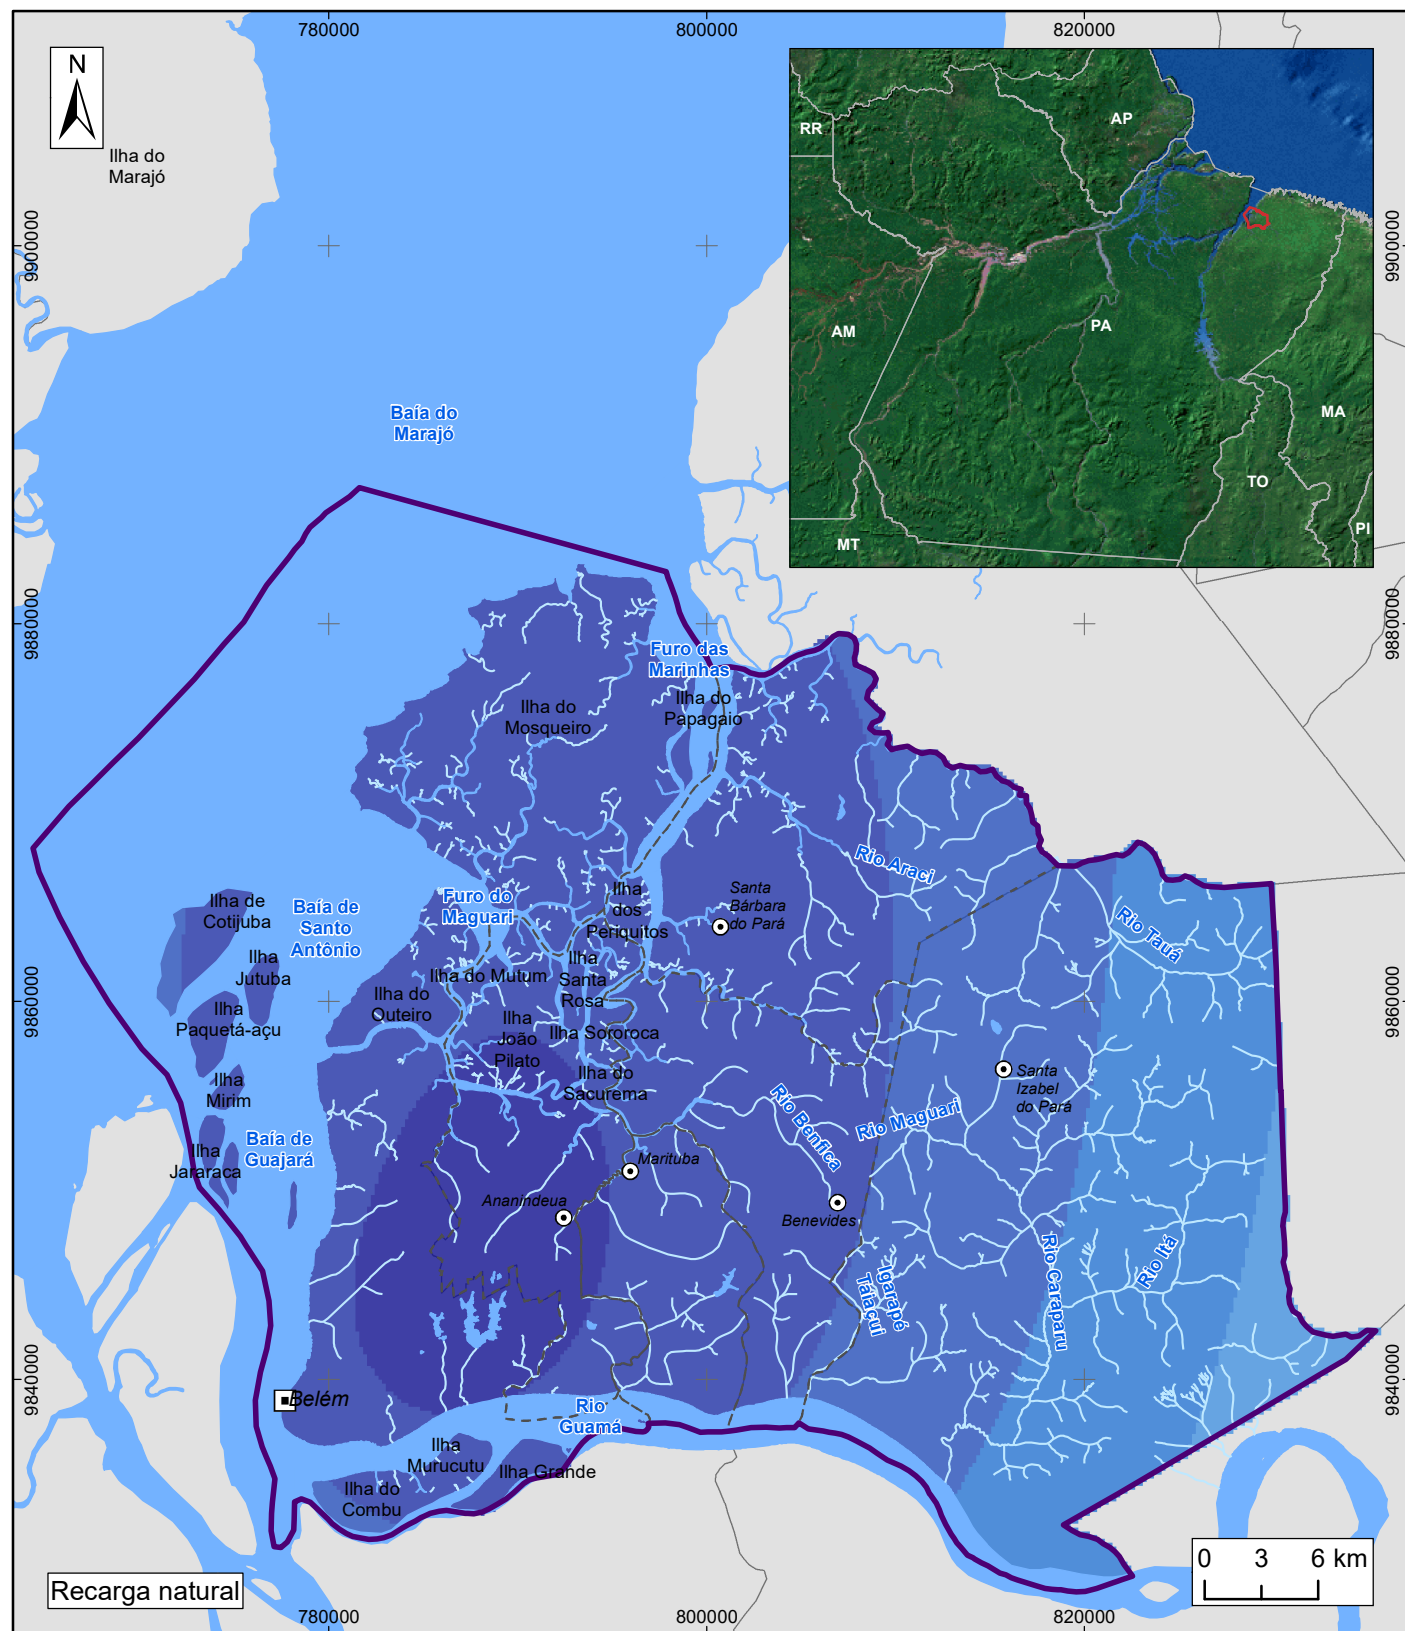 780000
800000
820000
N
Ilha do
Marajó
RR
AP
AM
PA
MA
TO
PI
MT
9900000
9900000
Baía do
Marajó
9880000
9880000
Furo das
Marinhas
Ilha do
Papagaio
Ilha do
Mosqueiro
Rio Araci
Santa
Bárbara
do Pará
Ilha
dos
Periquitos
Furo do
Maguari
Ilha de
Cotijuba
Baía de
Santo
Antônio
Rio Tauá
Ilha
Jutuba
Ilha do Mutum
Ilha
Santa
Rosa
Ilha do
Outeiro
9860000
9860000
Ilha
Paquetá-açu
Ilha
João
Pilato
Ilha Sororoca
Ilha do
Sacurema
Santa
Izabel
do Pará
Ilha
Mirim
Rio Benfica
Rio Maguari
Baía de
Guajará
Ilha
Jararaca
Marituba
Ananindeua
Benevides
Rio Caraparu
Rio Itá
Igarapé
Taiaçui
9840000
9840000
Belém
Rio
Guamá
Ilha
Murucutu
Ilha Grande
Ilha do
Combu
Recarga natural
0 3 6 km
780000
800000
820000